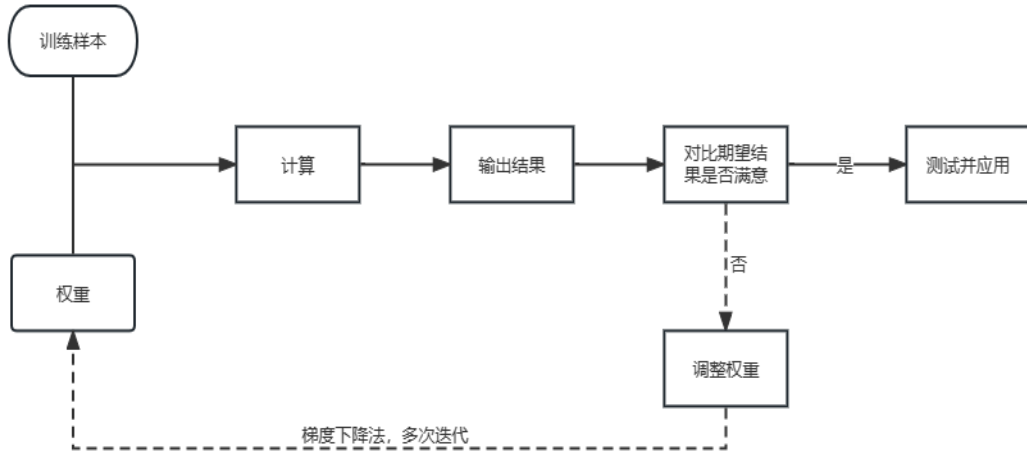 训练样本
计算
输出结果
对比期望结
果是否满意
是
测试并应用
否
权重
调整权重
梯度下降法，多次迭代